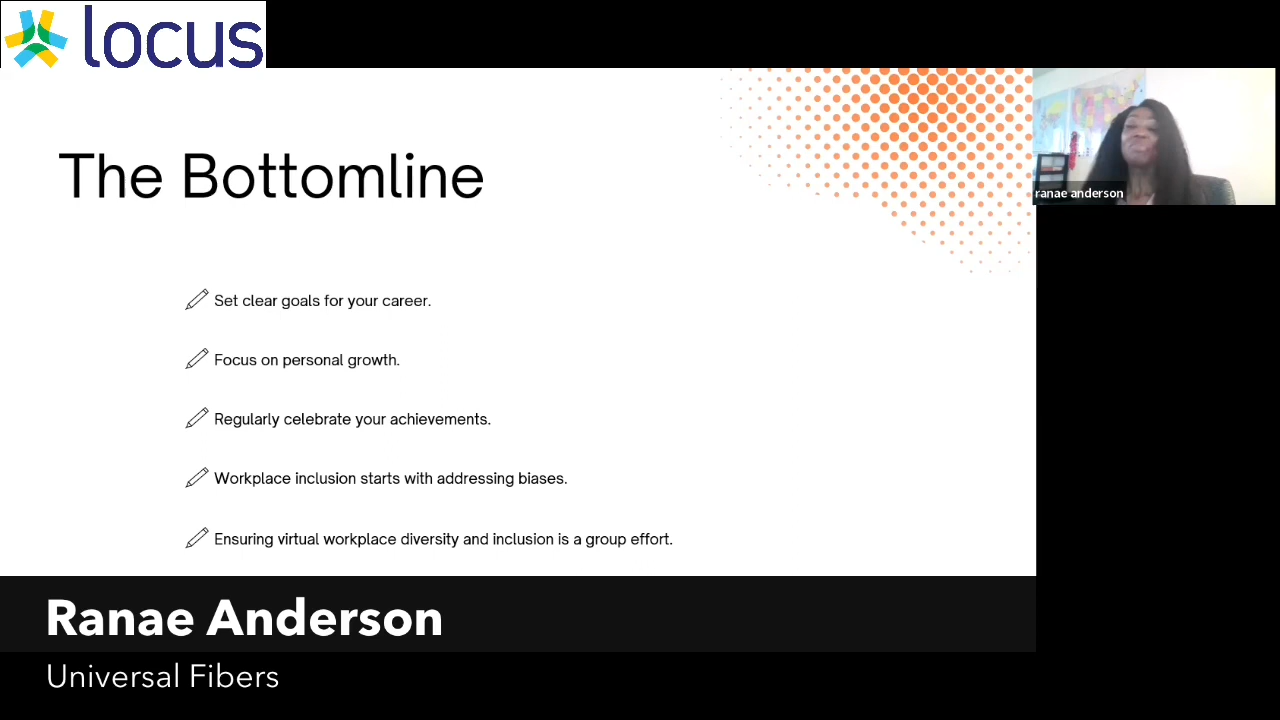 locus
The Bottomline
ranae anderson
Set clear goals for your career.
Focus on personal growth.
Regularly celebrate your achievements.
Workplace inclusion starts with addressing biases.
Ensuring virtual workplace diversity and inclusion is a group effort.
Ranae Anderson
Universal Fibers